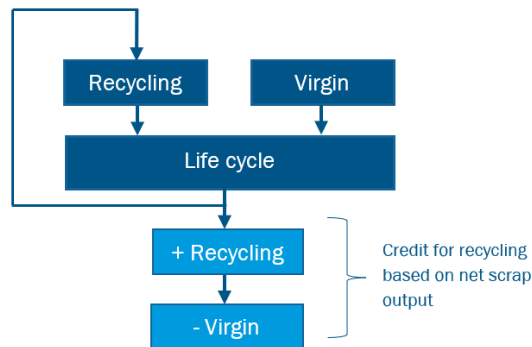 Recycling
Virgin
Life cycle
+ Recycling
- Virgin
Credit for recycling
based on net scrap
output